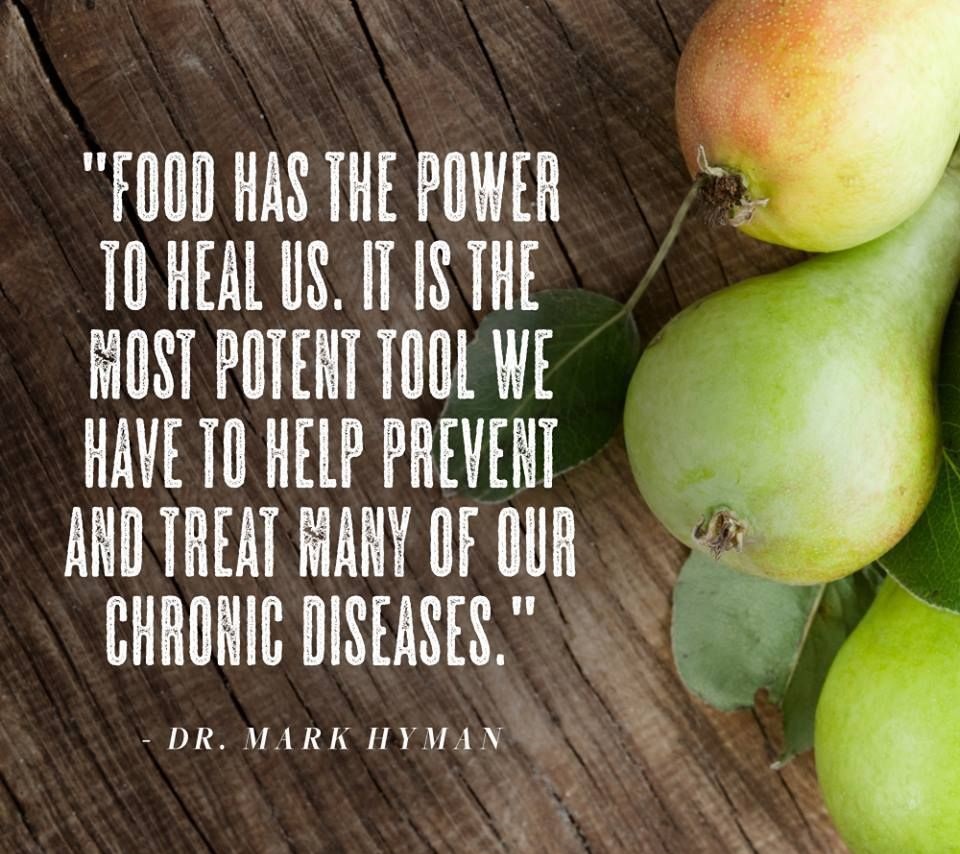 "FOOD HAS THE POWER
TO HEAL US. IT IS THE
MOST POTENT TOOL WE
HAVE TO HELP PREVENT
AND TREAT MANY OF OUR
CHRONIC DISEASES."
- DR. MARK HYMAN